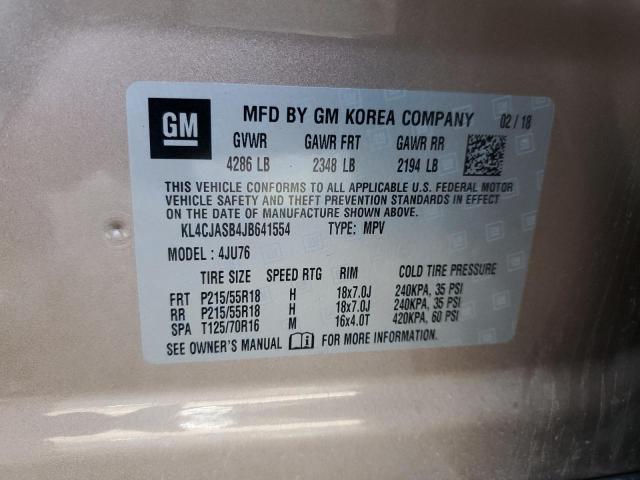 GM MFD BY GM KOREA COMPANY 02/18
GVWR GAWR FRT GAWR RR
4286 LB 2348 LB 2194 LB
THIS VEHICLE CONFORMS TO ALL APPLICABLE U.S. FEDERAL MOTOR
VEHICLE SAFETY AND THEFT PREVENTION STANDARDS IN EFFECT
ON THE DATE OF MANUFACTURE SHOWN ABOVE.
KL4CJASB4JB641554 TYPE: MPV
MODEL: 4JU76
TIRE SIZE SPEED RTG RIM COLD TIRE PRESSURE
FRT P215/55R18 H 18x7.0J 240KPA, 35 PSI
RR P215/55R18 H 18x7.0J 240KPA, 35 PSI
SPA T125/70R16 M 16x4.0T 420KPA, 60 PSI
SEE OWNER'S MANUAL i FOR MORE INFORMATION.